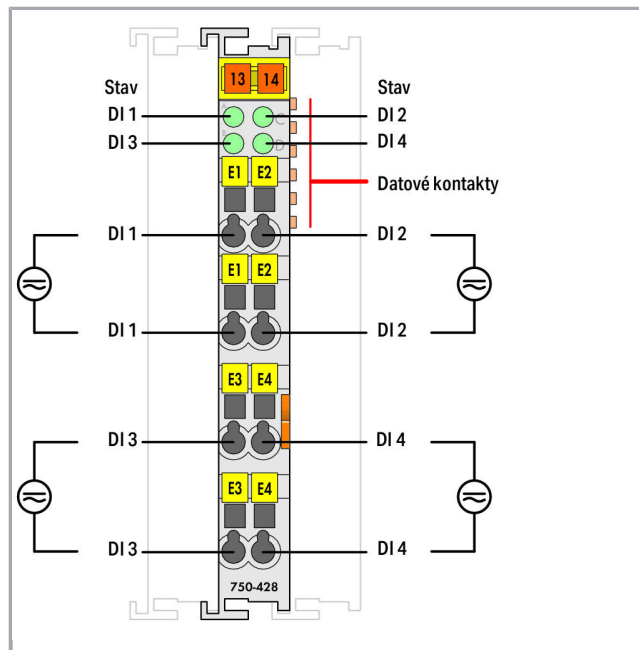 13 14
Stav Stav
DI 1 A C DI 2
DI 3 B D DI 4
E1 E2
Datové kontakty
DI 1 DI 2
E1 E2
DI 1 DI 2
E3 E4
DI 3 DI 4
E3 E4
DI 3 DI 4
750-428